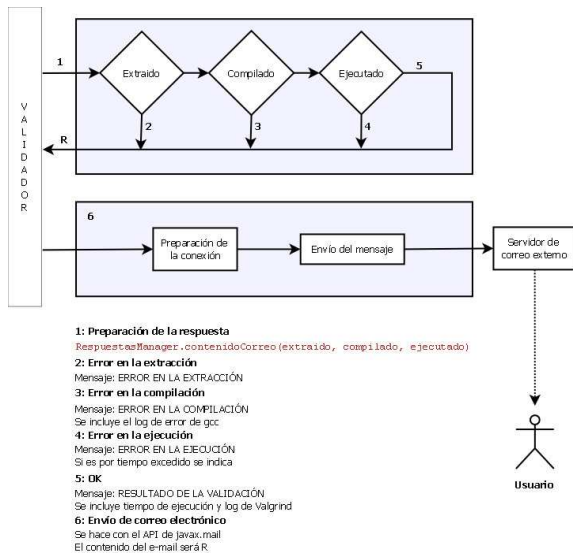 V
A
L
I
D
A
D
O
R
1
Extraido
Compilado
Ejecutado
5
2
3
4
R
6
Preparación de
la conexión
Envío del mensaje
Servidor de
correo externo
1: Preparación de la respuesta
RespuestasManager.contenidoCorreo(extraido, compilado, ejecutado)
2: Error en la extracción
Mensaje: ERROR EN LA EXTRACCIÓN
3: Error en la compilación
Mensaje: ERROR EN LA COMPILACIÓN
Se incluye el log de error de gcc
4: Error en la ejecución
Mensaje: ERROR EN LA EJECUCIÓN
Si es por tiempo excedido se indica
5: OK
Mensaje: RESULTADO DE LA VALIDACIÓN
Se incluye tiempo de ejecución y log de Valgrind
6: Envío de correo electrónico
Se hace con el API de javax.mail
El contenido del e-mail será R
Usuario